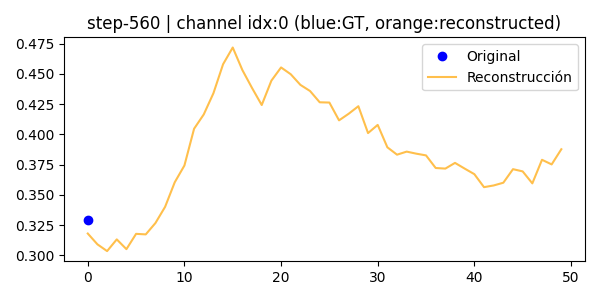 step-560 | channel idx:0 (blue:GT, orange:reconstructed)
Original
Reconstrucción
0.475
0.450
0.425
0.400
0.375
0.350
0.325
0.300
0 10 20 30 40 50